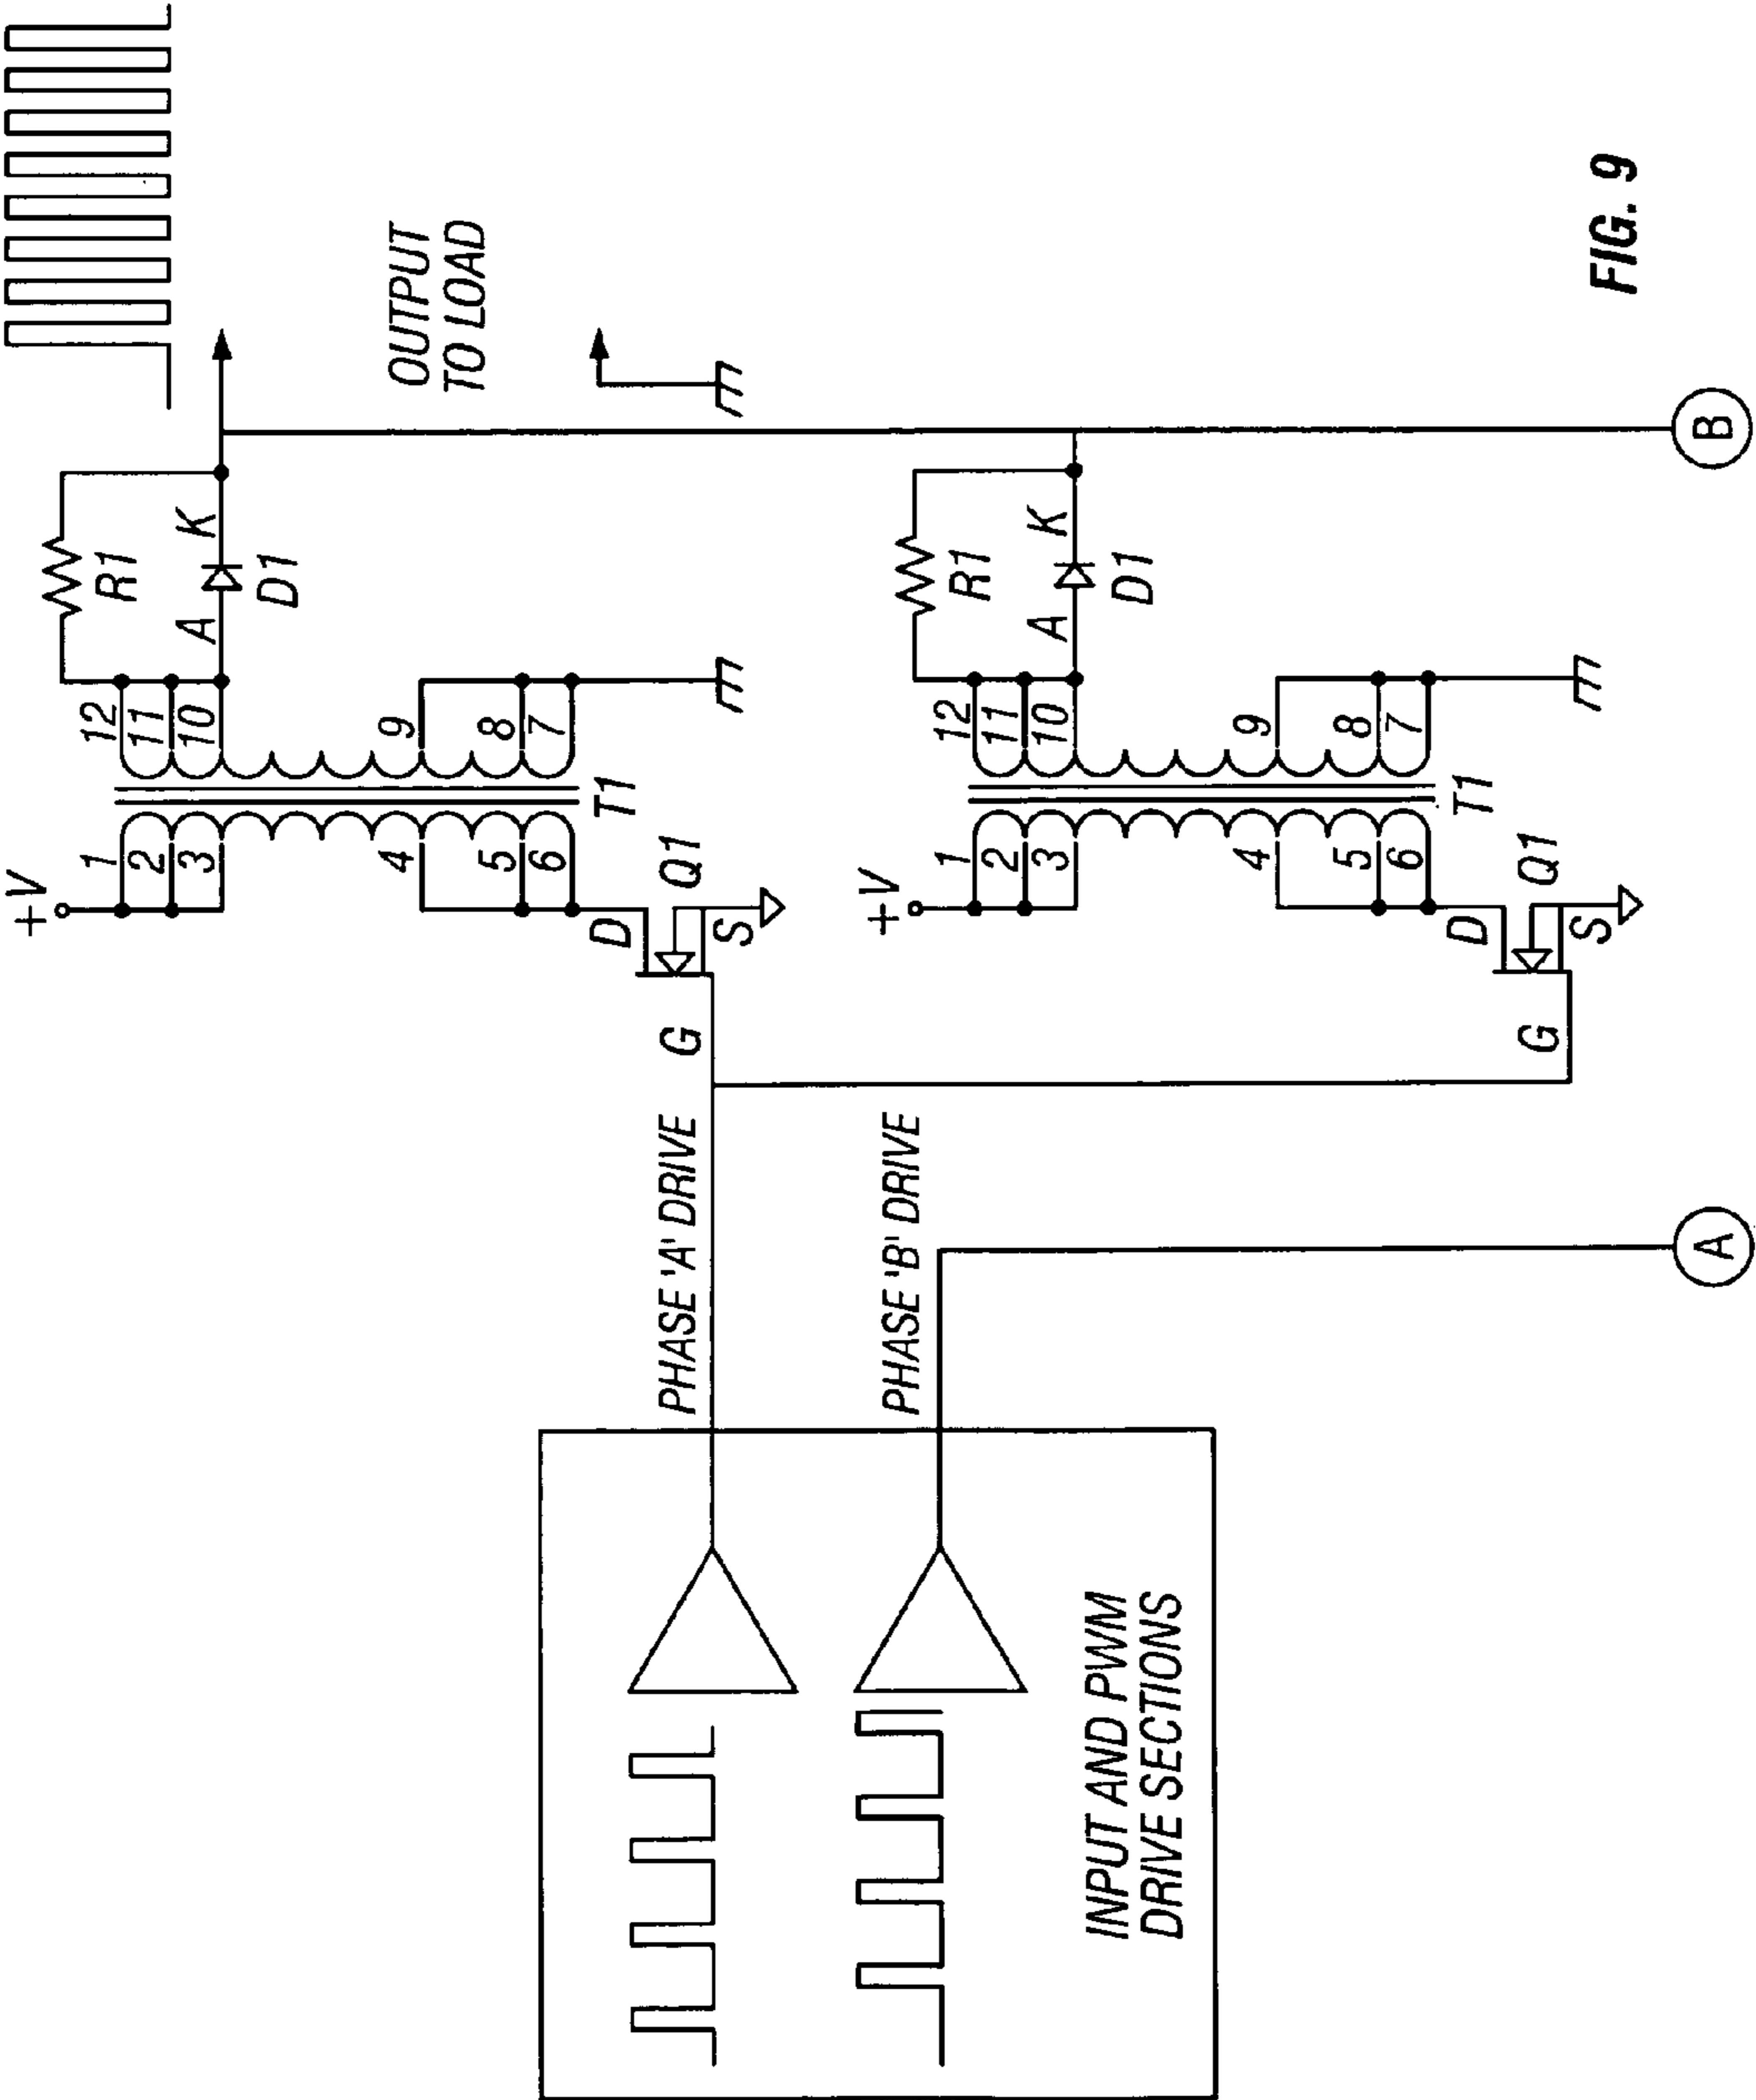 +V
1
2
3
4
5
6
12
11
10
9
8
7
T1
R1
A
K
D1
OUTPUT
TO LOAD
D
S
Q1
G
PHASE 'A' DRIVE
PHASE 'B' DRIVE
INPUT AND PWM
DRIVE SECTIONS
+V
1
2
3
4
5
6
12
11
10
9
8
7
T1
R1
A
K
D1
D
S
Q1
G
A
B
FIG. 9